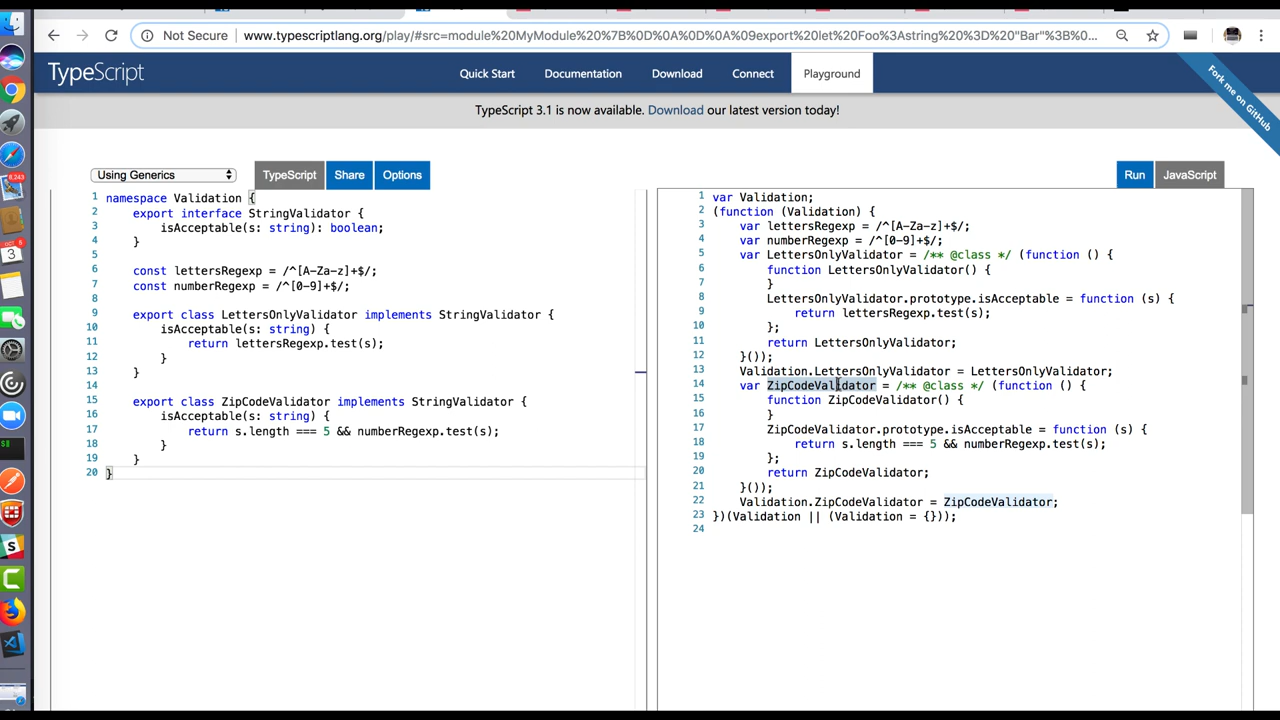 Not Secure www.typescriptlang.org/play/#src=module%20MyModule%20%7B%0D%0A%0D%0A%09export%20let%20Foo%3Astring%20%3D%20"Bar"%3B%0...
TypeScript Quick Start Documentation Download Connect Playground
Fork me on GitHub
TypeScript 3.1 is now available. Download our latest version today!
Using Generics TypeScript Share Options
Run JavaScript
1 namespace Validation {
2 export interface StringValidator {
3 isAcceptable(s: string): boolean;
4 }
5
6 const lettersRegexp = /^[A-Za-z]+$/;
7 const numberRegexp = /^[0-9]+$/;
8
9 export class LettersOnlyValidator implements StringValidator {
10 isAcceptable(s: string) {
11 return lettersRegexp.test(s);
12 }
13 }
14
15 export class ZipCodeValidator implements StringValidator {
16 isAcceptable(s: string) {
17 return s.length === 5 && numberRegexp.test(s);
18 }
19 }
20 }
1 var Validation;
2 (function (Validation) {
3 var lettersRegexp = /^[A-Za-z]+$/;
4 var numberRegexp = /^[0-9]+$/;
5 var LettersOnlyValidator = /** @class */ (function () {
6 function LettersOnlyValidator() {
7 }
8 LettersOnlyValidator.prototype.isAcceptable = function (s) {
9 return lettersRegexp.test(s);
10 };
11 return LettersOnlyValidator;
12 }());
13 Validation.LettersOnlyValidator = LettersOnlyValidator;
14 var ZipCodeValidator = /** @class */ (function () {
15 function ZipCodeValidator() {
16 }
17 ZipCodeValidator.prototype.isAcceptable = function (s) {
18 return s.length === 5 && numberRegexp.test(s);
19 };
20 return ZipCodeValidator;
21 }());
22 Validation.ZipCodeValidator = ZipCodeValidator;
23 })(Validation || (Validation = {}));
24